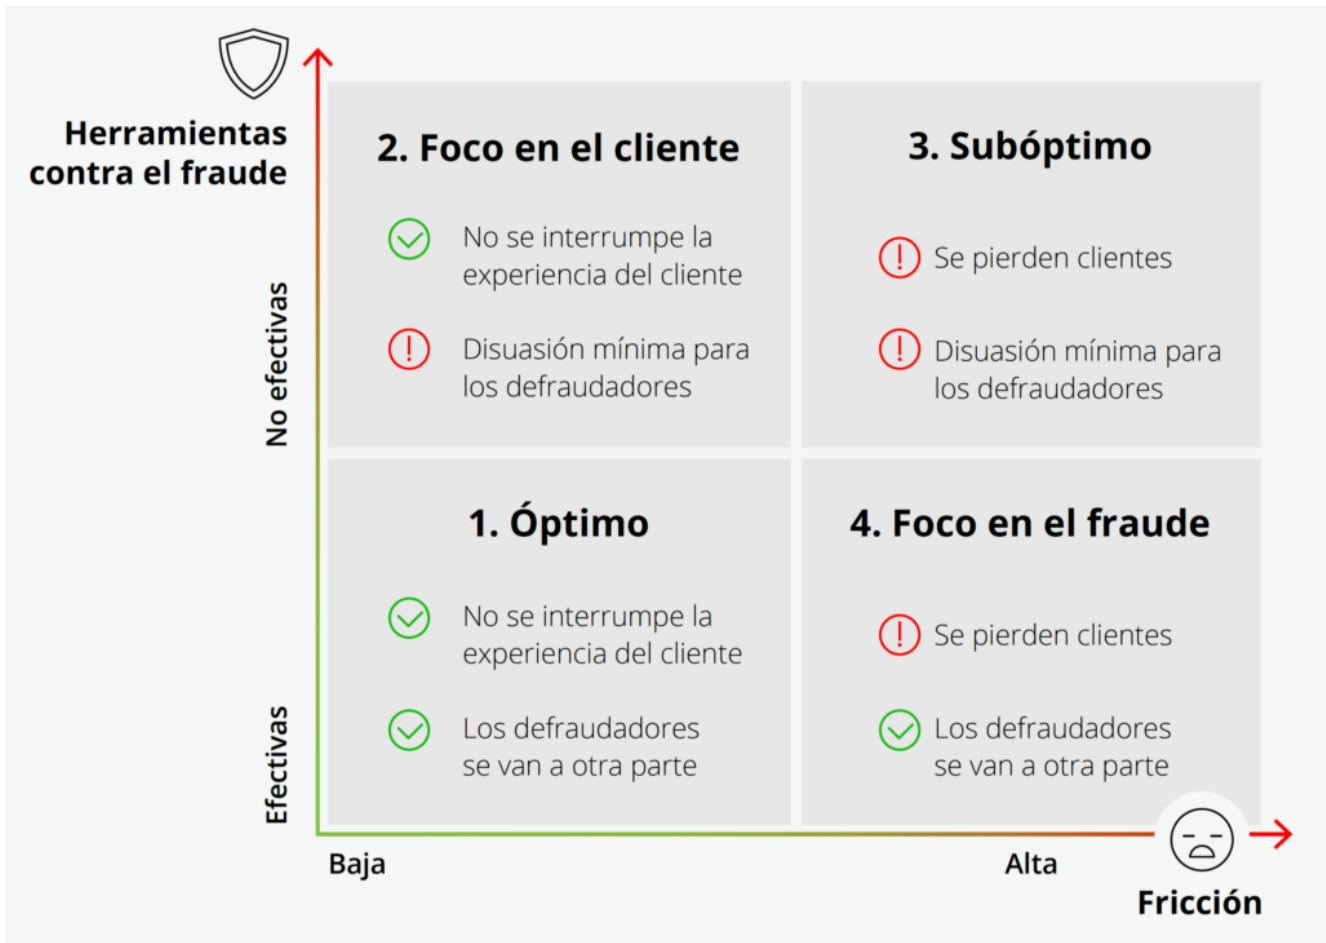 Herramientas
contra el fraude
No efectivas
Efectivas
2. Foco en el cliente
No se interrumpe la
experiencia del cliente
Disuasión mínima para
los defraudadores
3. Subóptimo
Se pierden clientes
Disuasión mínima para
los defraudadores
1. Óptimo
No se interrumpe la
experiencia del cliente
Los defraudadores
se van a otra parte
4. Foco en el fraude
Se pierden clientes
Los defraudadores
se van a otra parte
Baja
Alta
Fricción